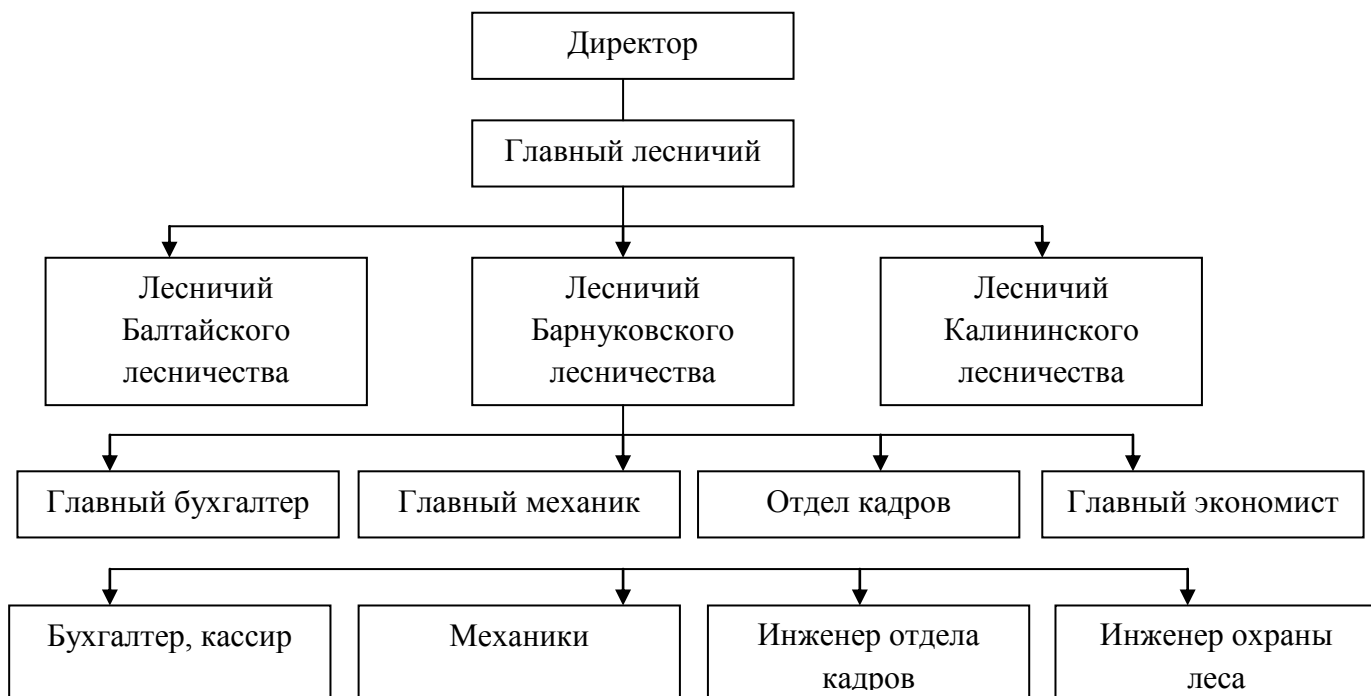 Директор
Главный лесничий
Лесничий
Балтайского
лесничества
Лесничий
Барнуковского
лесничества
Лесничий
Калининского
лесничества
Главный бухгалтер
Главный механик
Отдел кадров
Главный экономист
Бухгалтер, кассир
Механики
Инженер отдела
кадров
Инженер охраны
леса